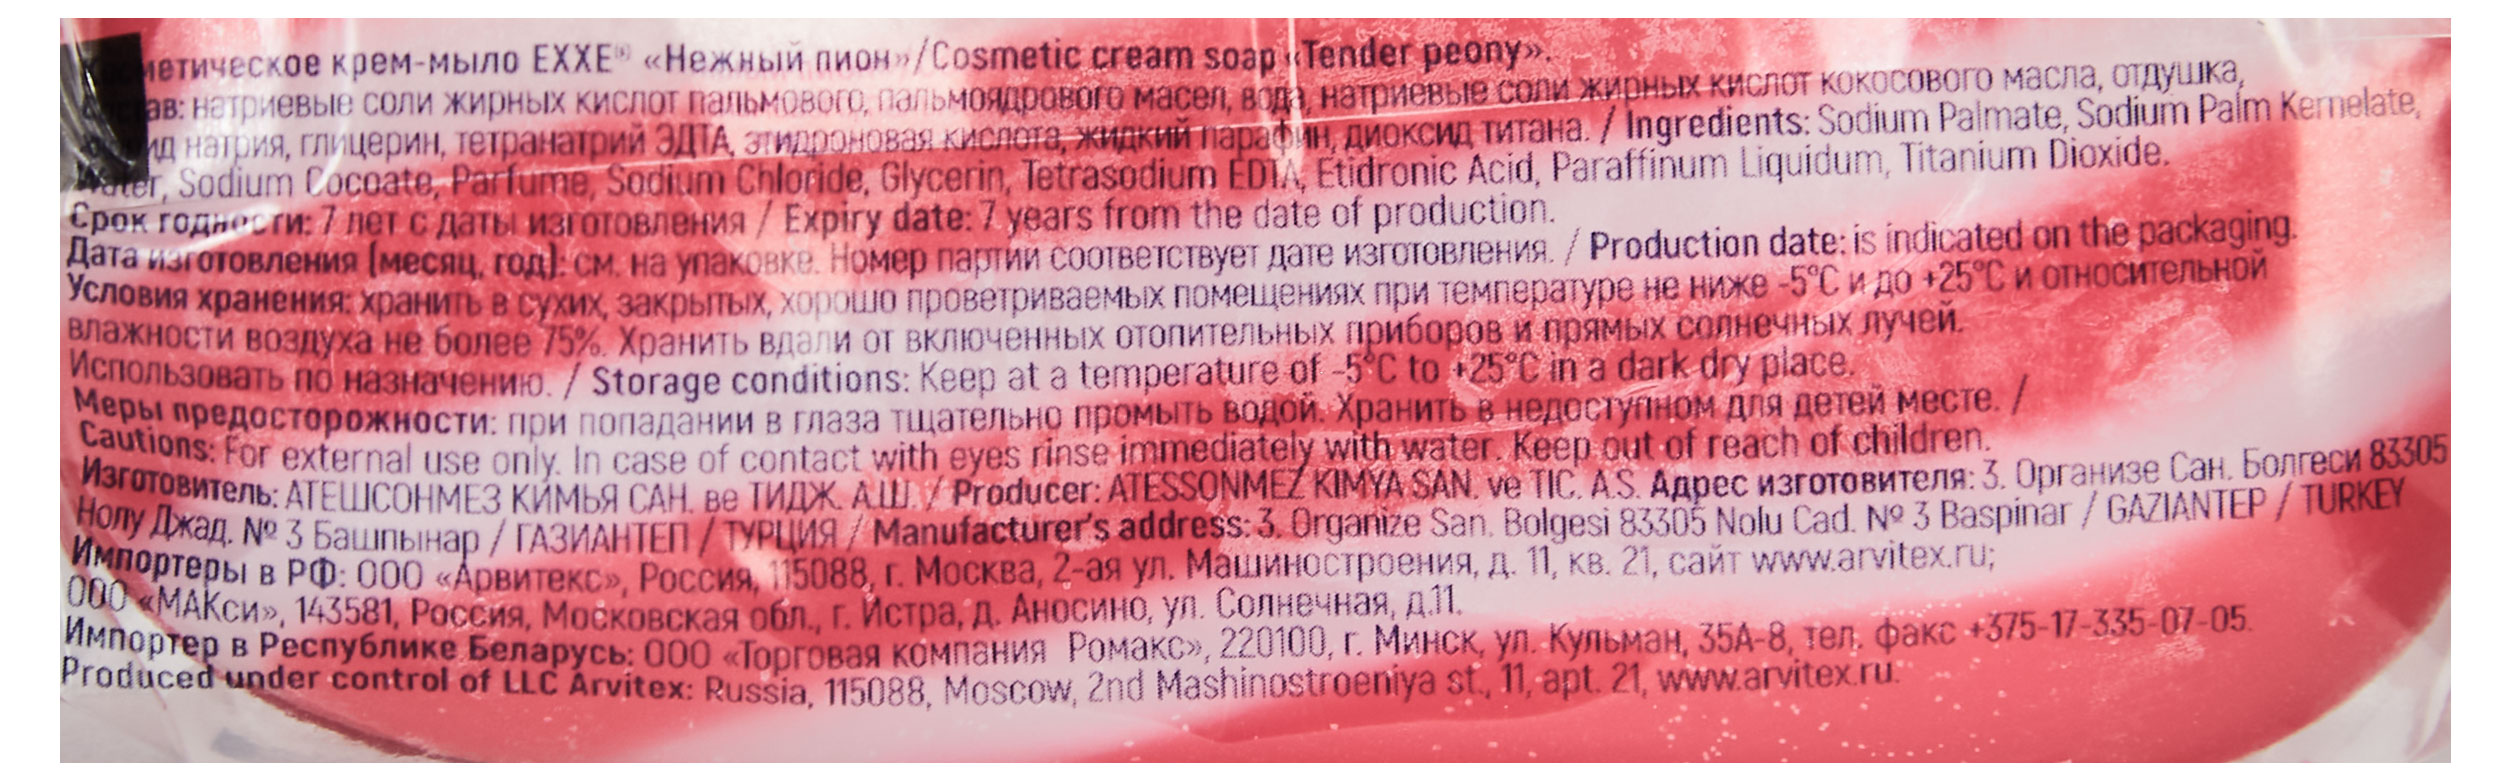 Косметическое крем-мыло EXXE® «Нежный пион»/Cosmetic cream soap «Tender peony».
Состав: натриевые соли жирных кислот пальмового, пальмоядрового масел, вода, натриевые соли жирных кислот кокосового масла, отдушка,
хлорид натрия, глицерин, тетранатрий ЭДТА, этидроновая кислота, жидкий парафин, диоксид титана. / Ingredients: Sodium Palmate, Sodium Palm Kernelate,
Water, Sodium Cocoate, Parfume, Sodium Chloride, Glycerin, Tetrasodium EDTA, Etidronic Acid, Paraffinum Liquidum, Titanium Dioxide.
Срок годности: 7 лет с даты изготовления / Expiry date: 7 years from the date of production.
Дата изготовления (месяц, год): см. на упаковке. Номер партии соответствует дате изготовления. / Production date: is indicated on the packaging.
Условия хранения: хранить в сухих, закрытых, хорошо проветриваемых помещениях при температуре не ниже -5°C и до +25°C и относительной
влажности воздуха не более 75%. Хранить вдали от включенных отопительных приборов и прямых солнечных лучей.
Использовать по назначению. / Storage conditions: Keep at a temperature of -5°C to +25°C in a dark dry place.
Меры предосторожности: при попадании в глаза тщательно промыть водой. Хранить в недоступном для детей месте. /
Cautions: For external use only. In case of contact with eyes rinse immediately with water. Keep out of reach of children.
Изготовитель: АТЕШСОНМЕЗ КИМЬЯ САН. ве ТИДЖ. А.Ш. / Producer: ATESSONMEZ KIMYA SAN. ve TIC. A.S. Адрес изготовителя: 3. Организе Сан. Болгеси 83305
Нолу Джад. № 3 Башпынар / ГАЗИАНТЕП / ТУРЦИЯ / Manufacturer's address: 3. Organize San. Bolgesi 83305 Nolu Cad. № 3 Baspinar / GAZIANTEP / TURKEY
Импортеры в РФ: ООО «Арвитекс», Россия, 115088, г. Москва, 2-ая ул. Машиностроения, д. 11, кв. 21, сайт www.arvitex.ru;
ООО «МАКси», 143581, Россия, Московская обл., г. Истра, д. Аносино, ул. Солнечная, д.11.
Импортер в Республике Беларусь: ООО «Торговая компания Ромакс», 220100, г. Минск, ул. Кульман, 35А-8, тел. факс +375-17-335-07-05.
Produced under control of LLC Arvitex: Russia, 115088, Moscow, 2nd Mashinostroeniya st., 11, apt. 21, www.arvitex.ru.